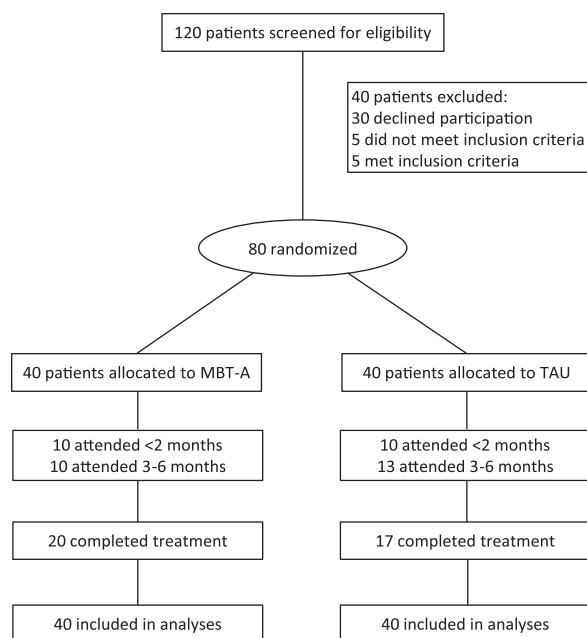 120 patients screened for eligibility
40 patients excluded:
30 declined participation
5 did not meet inclusion criteria
5 met inclusion criteria
80 randomized
40 patients allocated to MBT-A
40 patients allocated to TAU
10 attended <2 months
10 attended 3-6 months
10 attended <2 months
13 attended 3-6 months
20 completed treatment
17 completed treatment
40 included in analyses
40 included in analyses